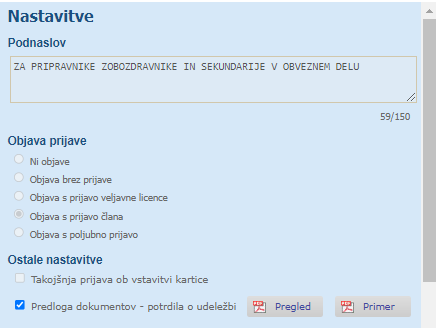 Nastavitve
Podnaslov
ZA PRIPRAVNIKE ZOBOZDRAVNIKE IN SEKUNDARIJE V OBVEZNEM DELU
59/150
Objava prijave
Ni objave
Objava brez prijave
Objava s prijavo veljavne licence
Objava s prijavo člana
Objava s poljubno prijavo
Ostale nastavitve
Takojšnja prijava ob vstavitvi kartice
Predloga dokumentov - potrdila o udeležbi Pregled Primer